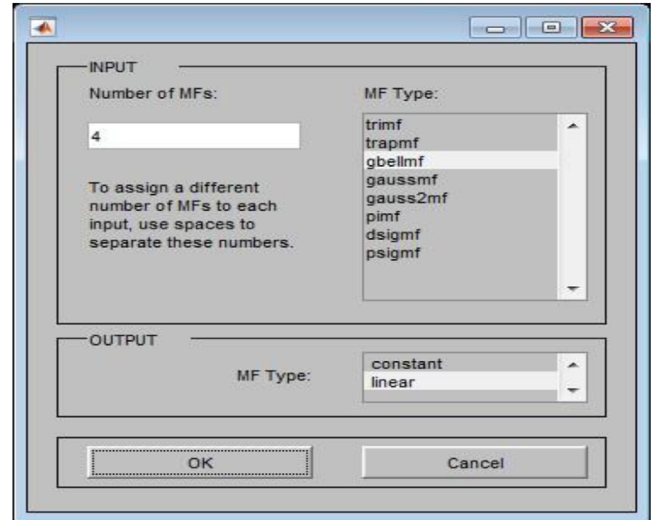 INPUT
Number of MFs:
4
To assign a different
number of MFs to each
input, use spaces to
separate these numbers.
MF Type:
trimf
trapmf
gbellmf
gaussmf
gauss2mf
pimf
dsigmf
psigmf
OUTPUT
MF Type:
constant
linear
OK
Cancel